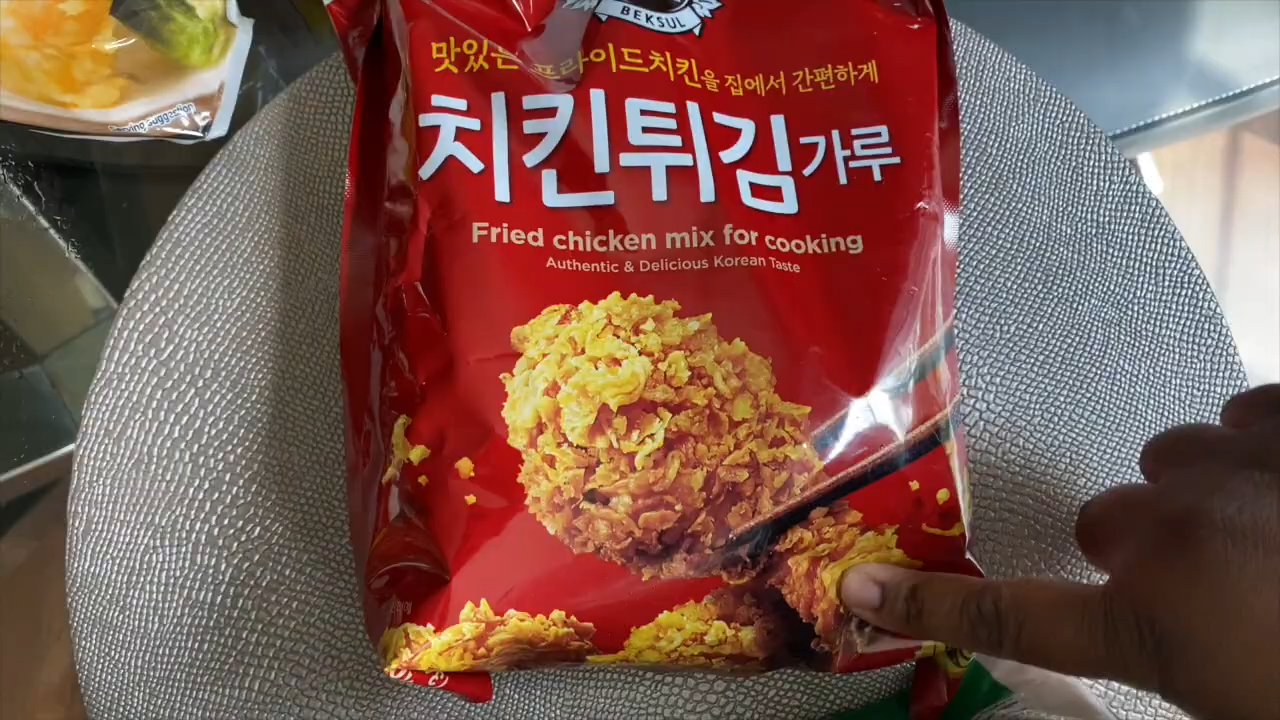 BEKSUL
맛있는 프라이드치킨을 집에서 간편하게
치킨튀김가루
Fried chicken mix for cooking
Authentic & Delicious Korean Taste